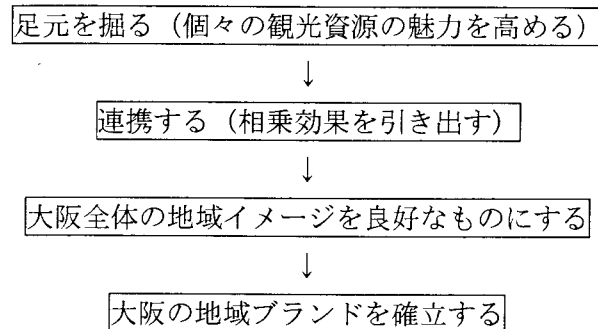 足元を掘る（個々の観光資源の魅力を高める）
↓
連携する（相乗効果を引き出す）
↓
大阪全体の地域イメージを良好なものにする
↓
大阪の地域ブランドを確立する